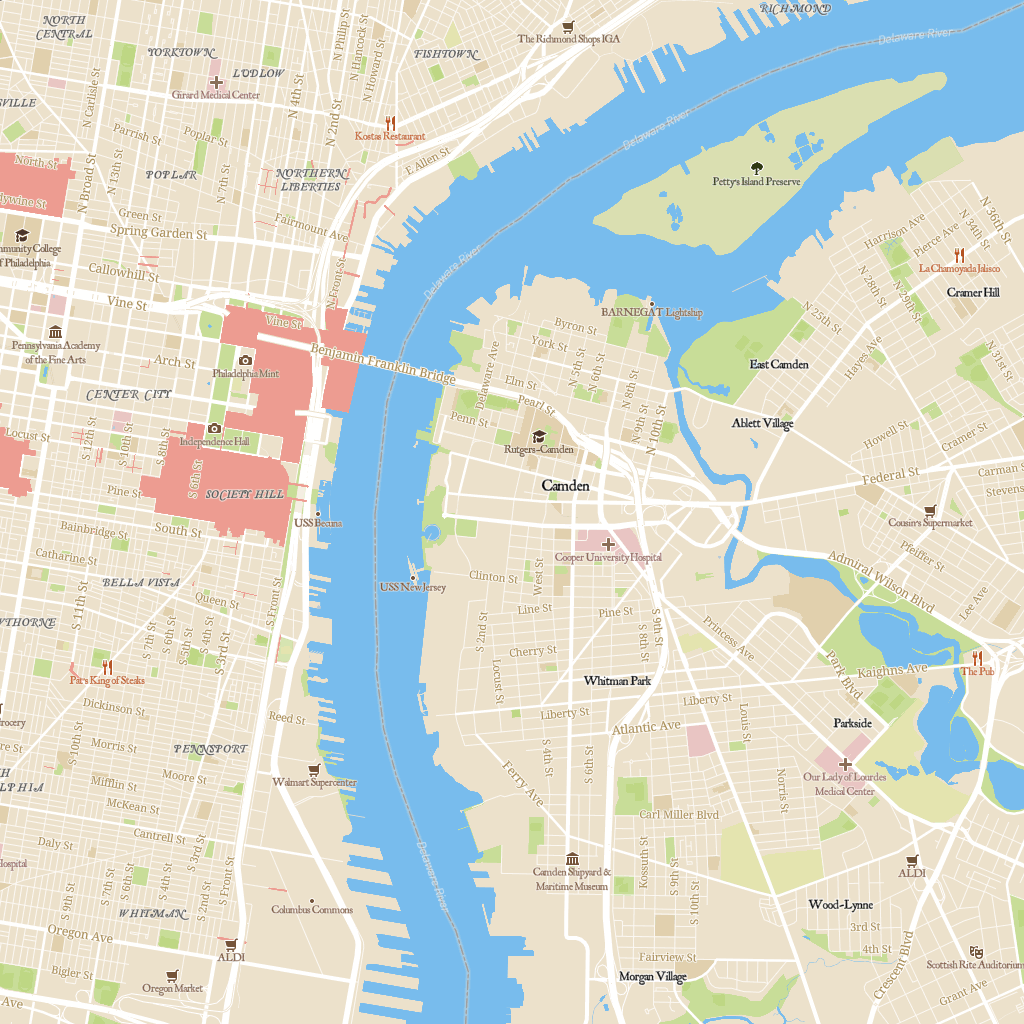 NORTH
CENTRAL
RICHMOND
The Richmond Shops IGA
Delaware River
YORKTOWN
FISHTOWN
LUDLOW
N Philip St
N Hancock St
N Howard St
N Carlisle St
Girard Medical Center
N 4th St
N 2nd St
SVILLE
Kostas Restaurant
Parrish St
Poplar St
Delaware River
E Allen St
North St
N Broad St
N 13th St
POPLAR
N 7th St
NORTHERN
LIBERTIES
Petty's Island Preserve
dywine St
Green St
Spring Garden St
Fairmount Ave
Harrison Ave
Pierce Ave
N 34th St
N 36th St
mmunity College
f Philadelphia
Callowhill St
N Front St
Delaware River
La Chamoyada Jalisco
N 28th St
N 29th St
Cramer Hill
Vine St
Vine St
BARNEGAT Lightship
N 25th St
Pennsylvania Academy
of the Fine Arts
Arch St
Philadelphia Mint
Benjamin Franklin Bridge
Byron St
York St
Delaware Ave
Elm St
N 5th St
N 6th St
N 8th St
East Camden
Hayes Ave
N 31st St
CENTER CITY
Pearl St
Penn St
N 9th St
N 10th St
Ablett Village
Locust St
S 12th St
S 10th St
S 8th St
Independence Hall
Rutgers-Camden
Howell St
Cramer St
S 6th St
Camden
Federal St
Carman S
Pine St
SOCIETY HILL
Stevens
USS Becuna
Cousin's Supermarket
Bainbridge St
South St
Cooper University Hospital
Pfeiffer St
Catharine St
Admiral Wilson Blvd
BELLA VISTA
USS New Jersey
Clinton St
West St
Queen St
S Front St
S 11th St
WTHORNE
Line St
Pine St
Lee Ave
S 7th St
S 6th St
S 5th St
S 4th St
S 3rd St
S 2nd St
S 8th St
S 9th St
Princess Ave
Cherry St
Pat's King of Steaks
Locust St
Whitman Park
Park Blvd
Kaighns Ave
The Pub
Dickinson St
Reed St
Liberty St
Liberty St
Louis St
Parkside
rocery
S 10th St
Atlantic Ave
re St
Morris St
PENNSPORT
S 4th St
S 6th St
Our Lady of Lourdes
Medical Center
TH
LPHIA
Mifflin St
Moore St
Walmart Supercenter
Ferry Ave
Norris St
McKean St
Carl Miller Blvd
Daly St
Cantrell St
Delaware River
Hospital
S 3rd St
Camden Shipyard &
Maritime Museum
Kossuth St
ALDI
S 9th St
S 7th St
S 6th St
S 4th St
S 2nd St
S Front St
S 9th St
S 10th St
WHITMAN
Columbus Commons
Wood-Lynne
3rd St
Oregon Ave
ALDI
4th St
Crescent Blvd
Fairview St
Scottish Rite Auditorium
Bigler St
Oregon Market
Morgan Village
Grant Ave
Ave